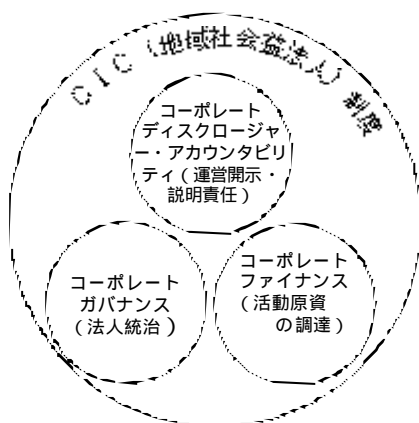 CIC（地域社会益法人）制度
コーポレート
ディスクロージャ
ー・アカウンタビリ
ティ（運営開示・
説明責任）
コーポレート
ガバナンス
（法人統治）
コーポレート
ファイナンス
（活動原資
の調達）